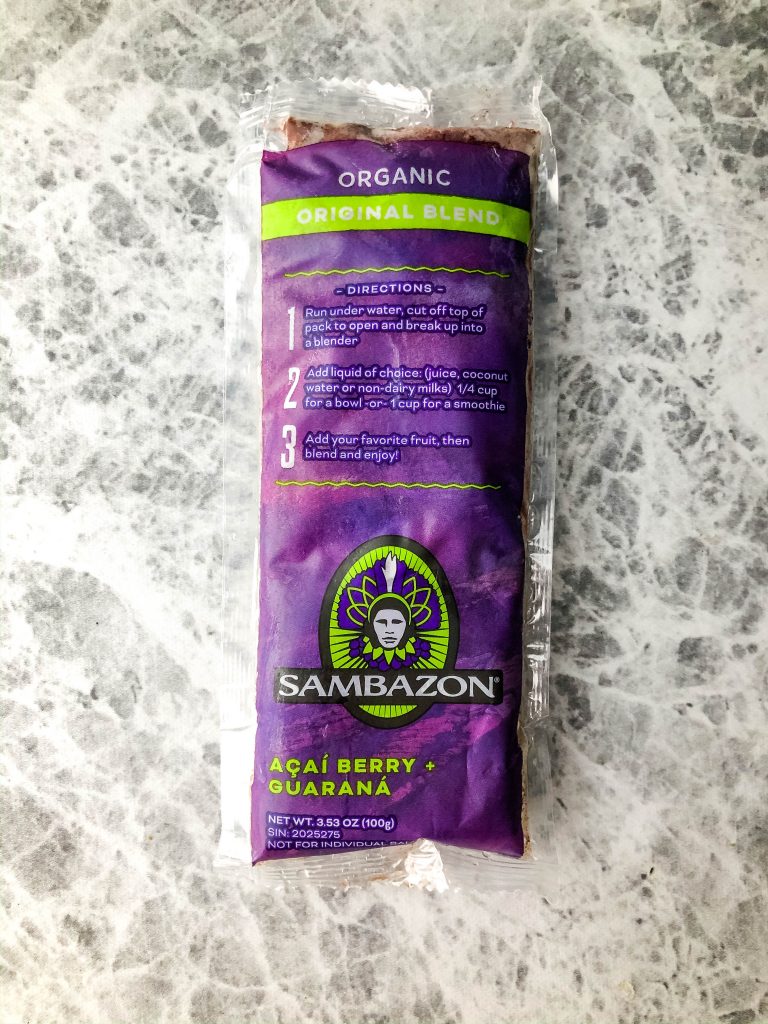 ORGANIC
ORIGINAL BLEND
- DIRECTIONS -
1 Run under water, cut off top of
pack to open and break up into
a blender
2 Add liquid of choice: (juice, coconut
water or non-dairy milks) 1/4 cup
for a bowl -or- 1 cup for a smoothie
3 Add your favorite fruit, then
blend and enjoy!
SAMBAZON®
AÇAÍ BERRY +
GUARANÁ
NET WT. 3.53 OZ (100g)
SIN: 2025275
NOT FOR INDIVIDUAL